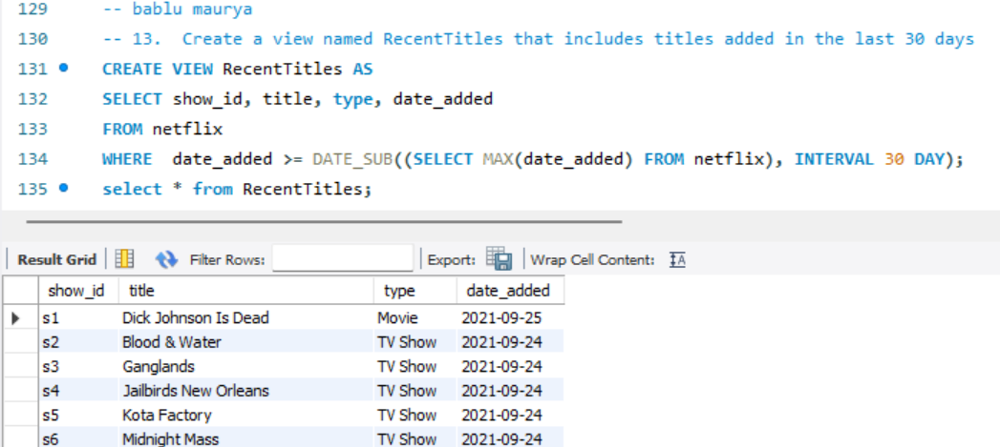 129 -- bablu maurya
130 -- 13. Create a view named RecentTitles that includes titles added in the last 30 days
131 CREATE VIEW RecentTitles AS
132 SELECT show_id, title, type, date_added
133 FROM netflix
134 WHERE date_added >= DATE_SUB((SELECT MAX(date_added) FROM netflix), INTERVAL 30 DAY);
135 select * from RecentTitles;
Result Grid Filter Rows: Export: Wrap Cell Content: IA
show_id title type date_added
s1 Dick Johnson Is Dead Movie 2021-09-25
s2 Blood & Water TV Show 2021-09-24
s3 Ganglands TV Show 2021-09-24
s4 Jailbirds New Orleans TV Show 2021-09-24
s5 Kota Factory TV Show 2021-09-24
s6 Midnight Mass TV Show 2021-09-24